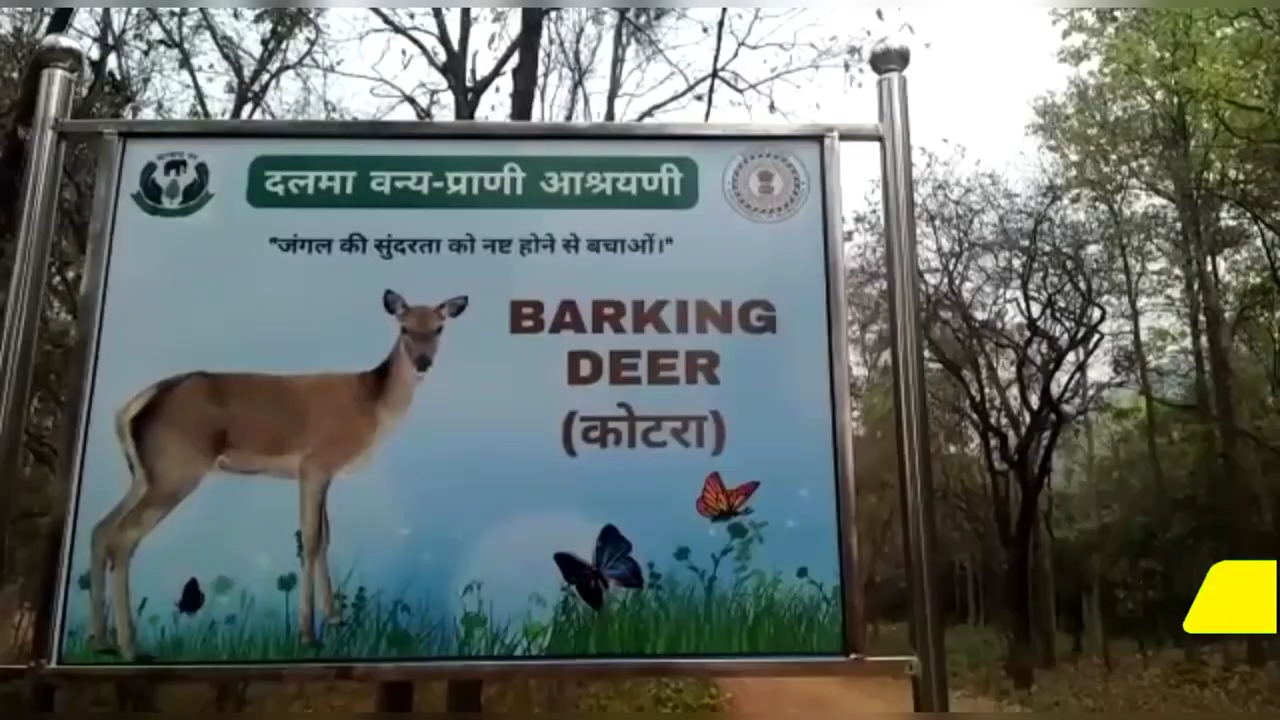 दलमा वन्य-प्राणी आश्रयणी
"जंगल की सुंदरता को नष्ट होने से बचाओं।"
BARKING
DEER
(कोटरा)